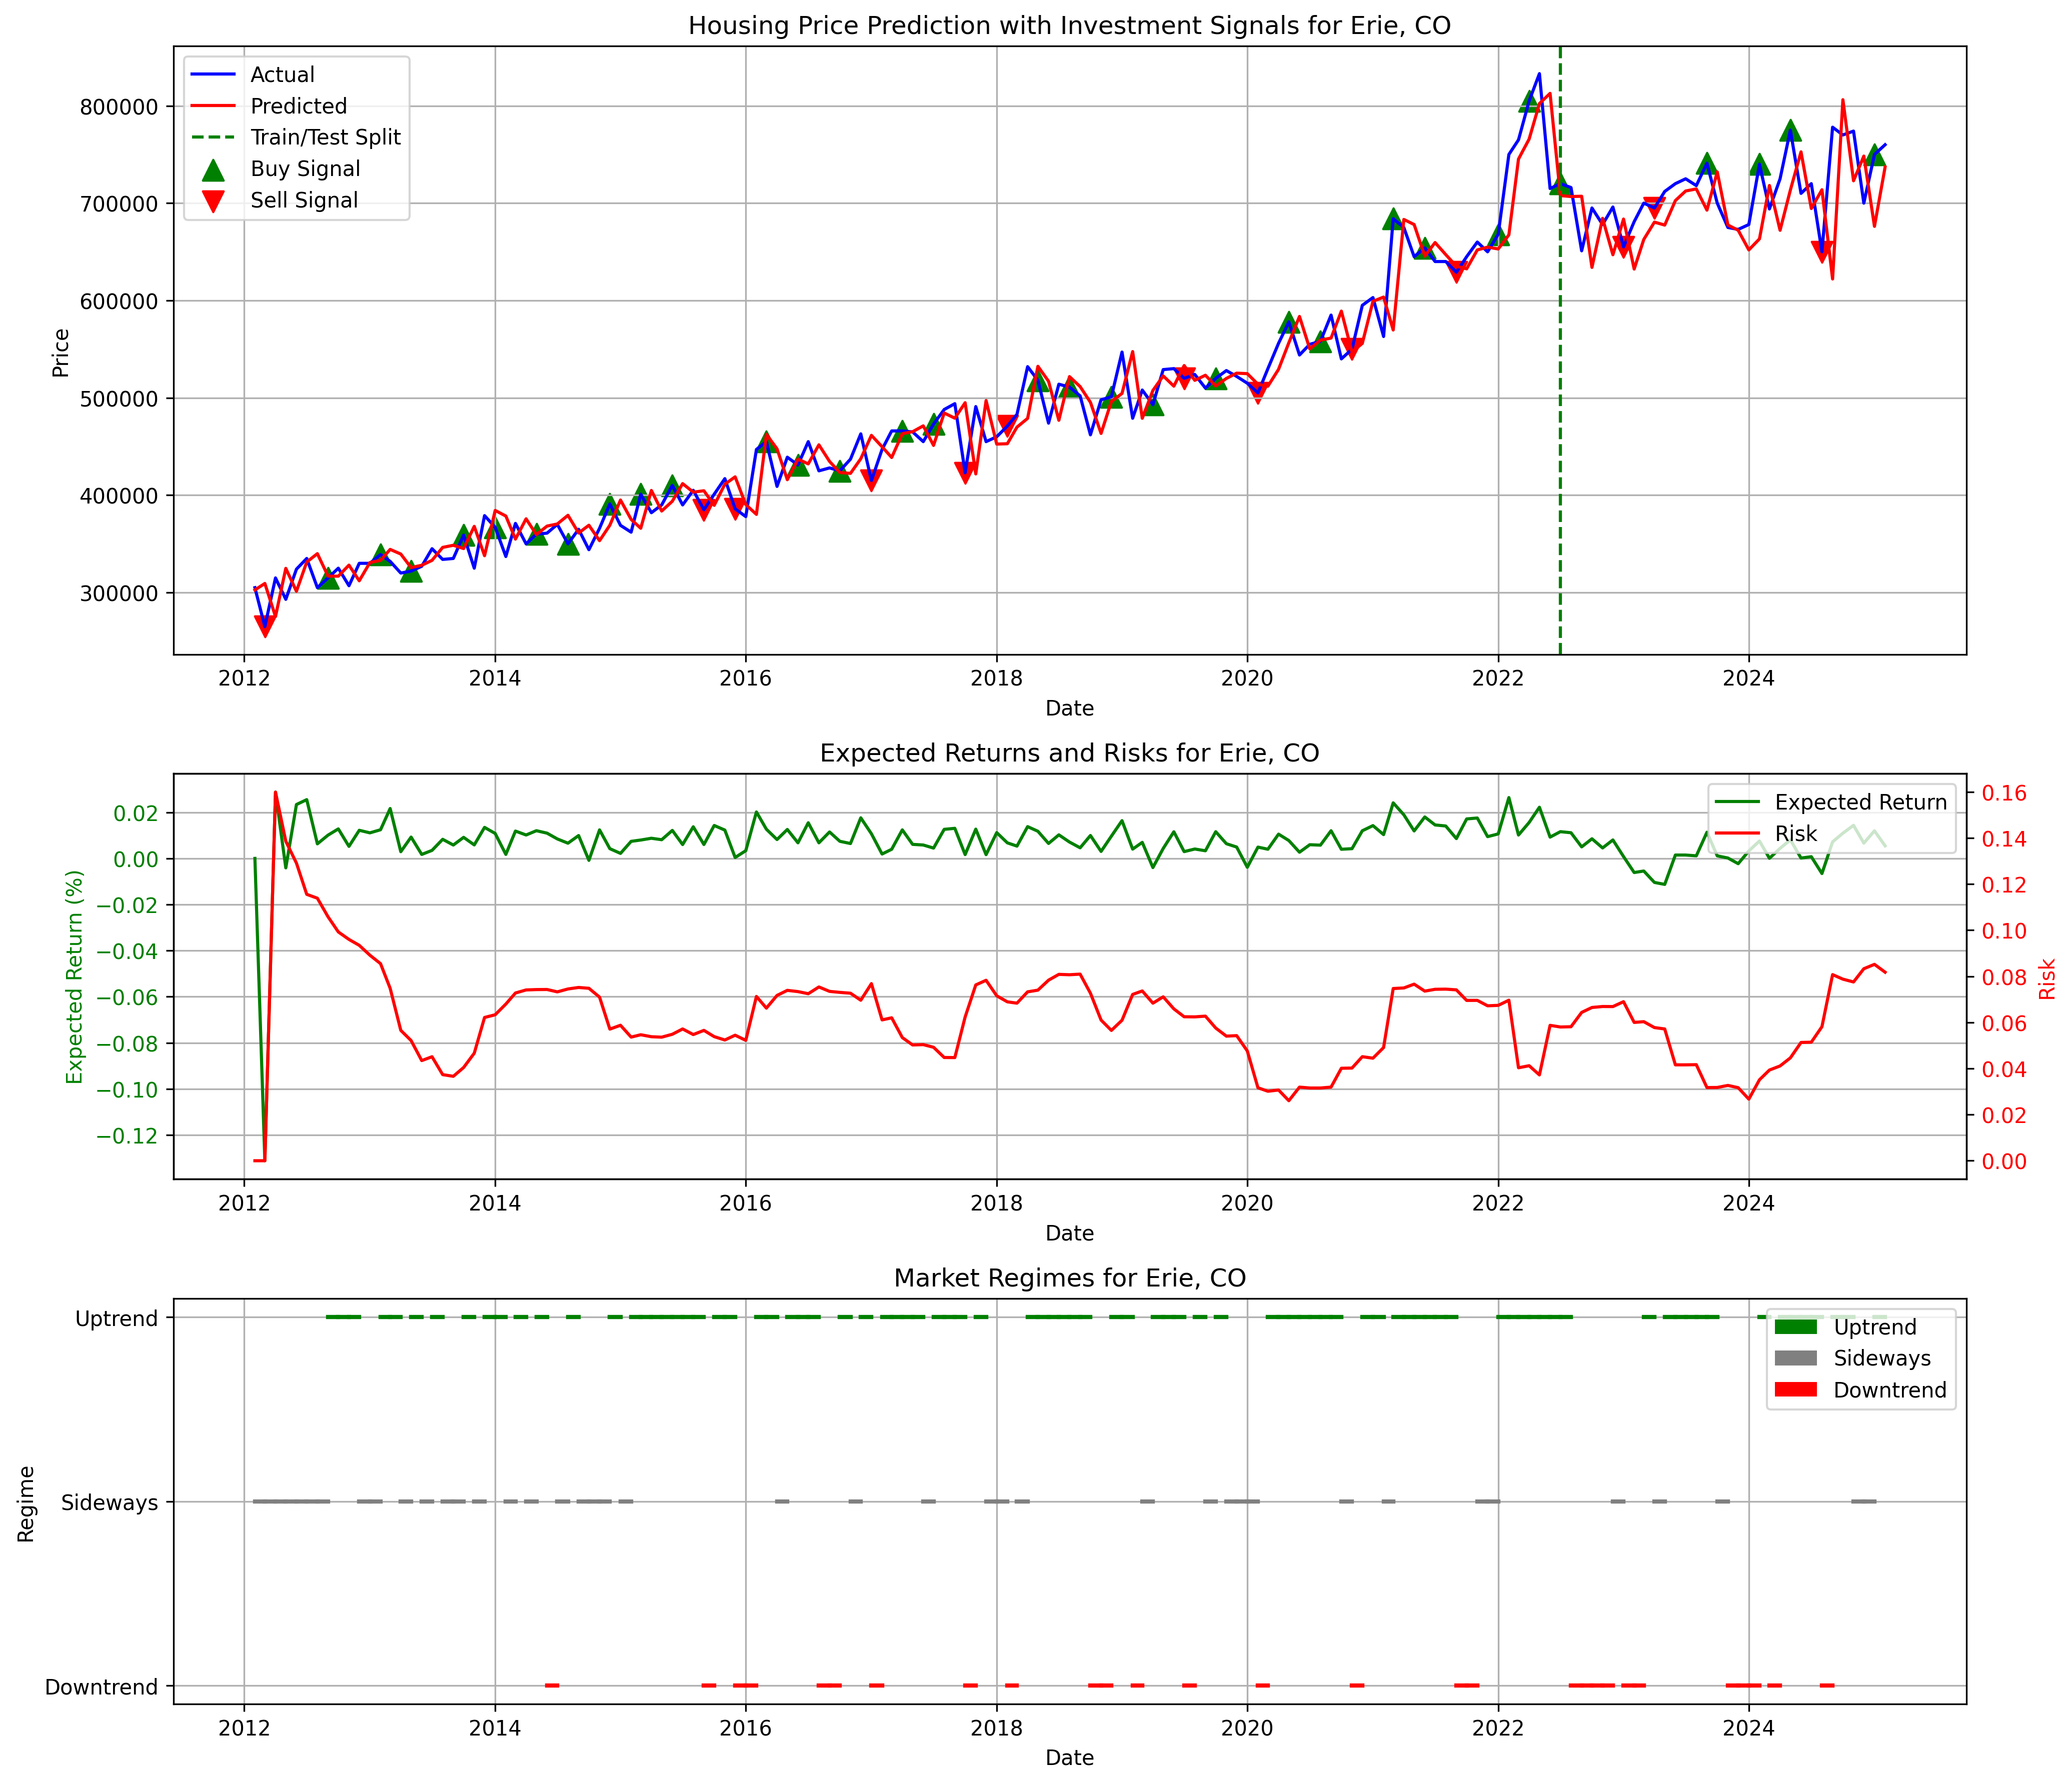 Housing Price Prediction with Investment Signals for Erie, CO
Actual
Predicted
Train/Test Split
Buy Signal
Sell Signal
800000
700000
600000
500000
400000
300000
Price
2012 2014 2016 2018 2020 2022 2024
Date
Expected Returns and Risks for Erie, CO
Expected Return
Risk
0.02
0.00
−0.02
−0.04
−0.06
−0.08
−0.10
−0.12
Expected Return (%)
0.16
0.14
0.12
0.10
0.08
0.06
0.04
0.02
0.00
Risk
2012 2014 2016 2018 2020 2022 2024
Date
Market Regimes for Erie, CO
Uptrend
Sideways
Downtrend
Uptrend
Sideways
Downtrend
Regime
2012 2014 2016 2018 2020 2022 2024
Date